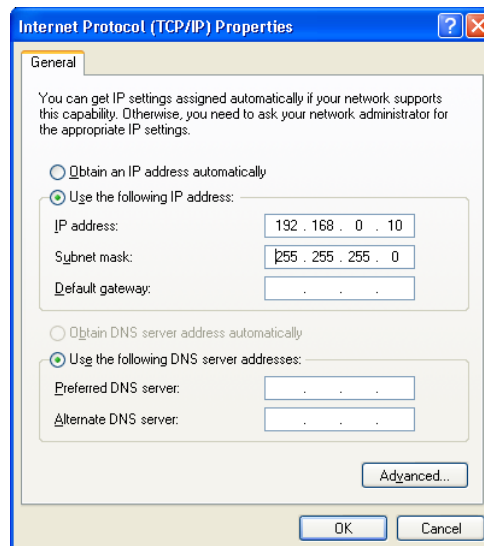 Internet Protocol (TCP/IP) Properties
General
You can get IP settings assigned automatically if your network supports
this capability. Otherwise, you need to ask your network administrator for
the appropriate IP settings.
Obtain an IP address automatically
Use the following IP address:
IP address: 192 . 168 . 0 . 10
Subnet mask: 255 . 255 . 255 . 0
Default gateway: . . .
Obtain DNS server address automatically
Use the following DNS server addresses:
Preferred DNS server: . . .
Alternate DNS server: . . .
Advanced...
OK Cancel